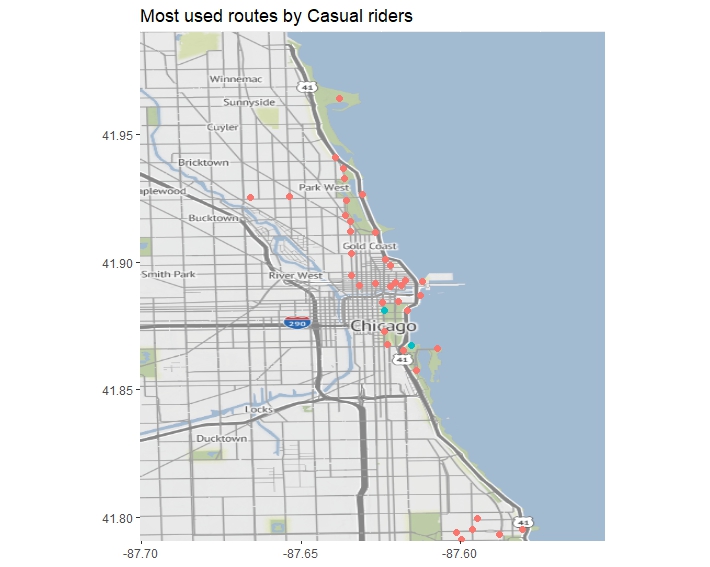 Most used routes by Casual riders
Winnemac
41
Sunnyside
Cuyler
41.95
Bricktown
Park West
aplewood
Bucktown
Gold Coast
41.90
Smith Park
River West
290
Chicago
41
41.85
Locks
Ducktown
41.80
41
-87.70
-87.65
-87.60